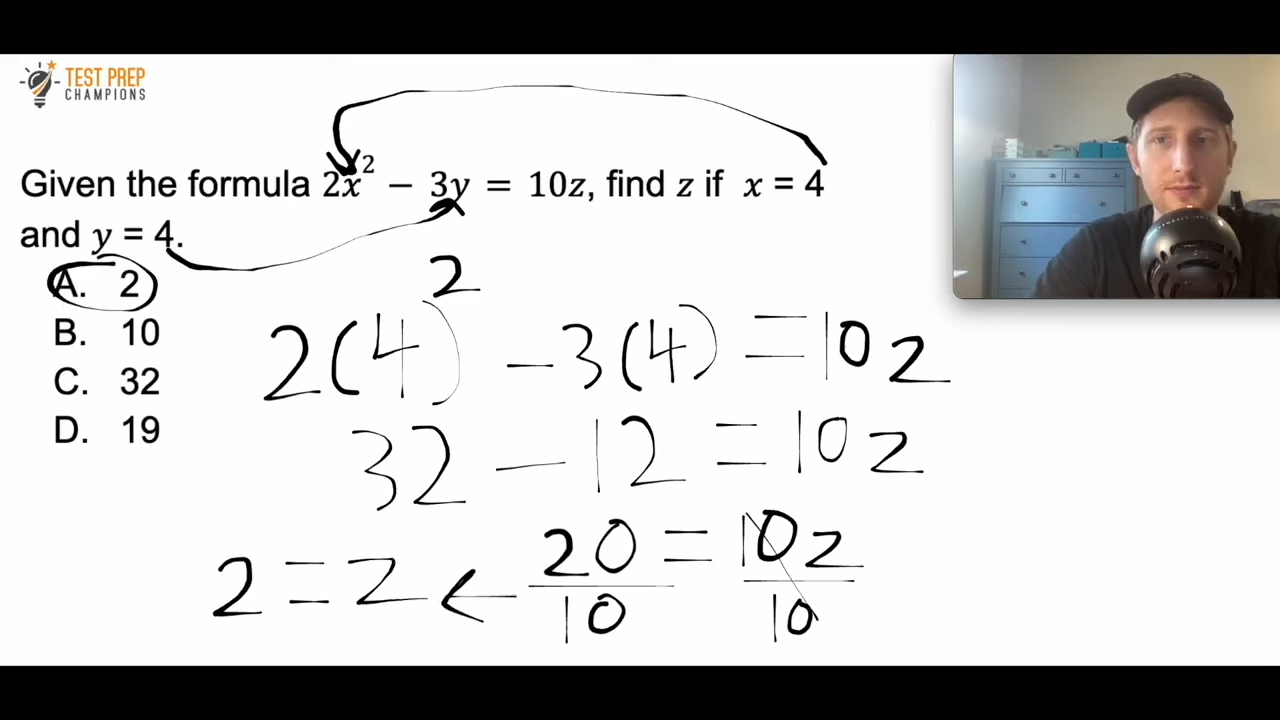 TEST PREP
CHAMPIONS
Given the formula 2x² − 3y = 10z, find z if x = 4
and y = 4.
A. 2
B. 10
C. 32
D. 19
2(4)² − 3(4) = 10z
32 − 12 = 10z
20 = 10z
10 10
2 = z ←